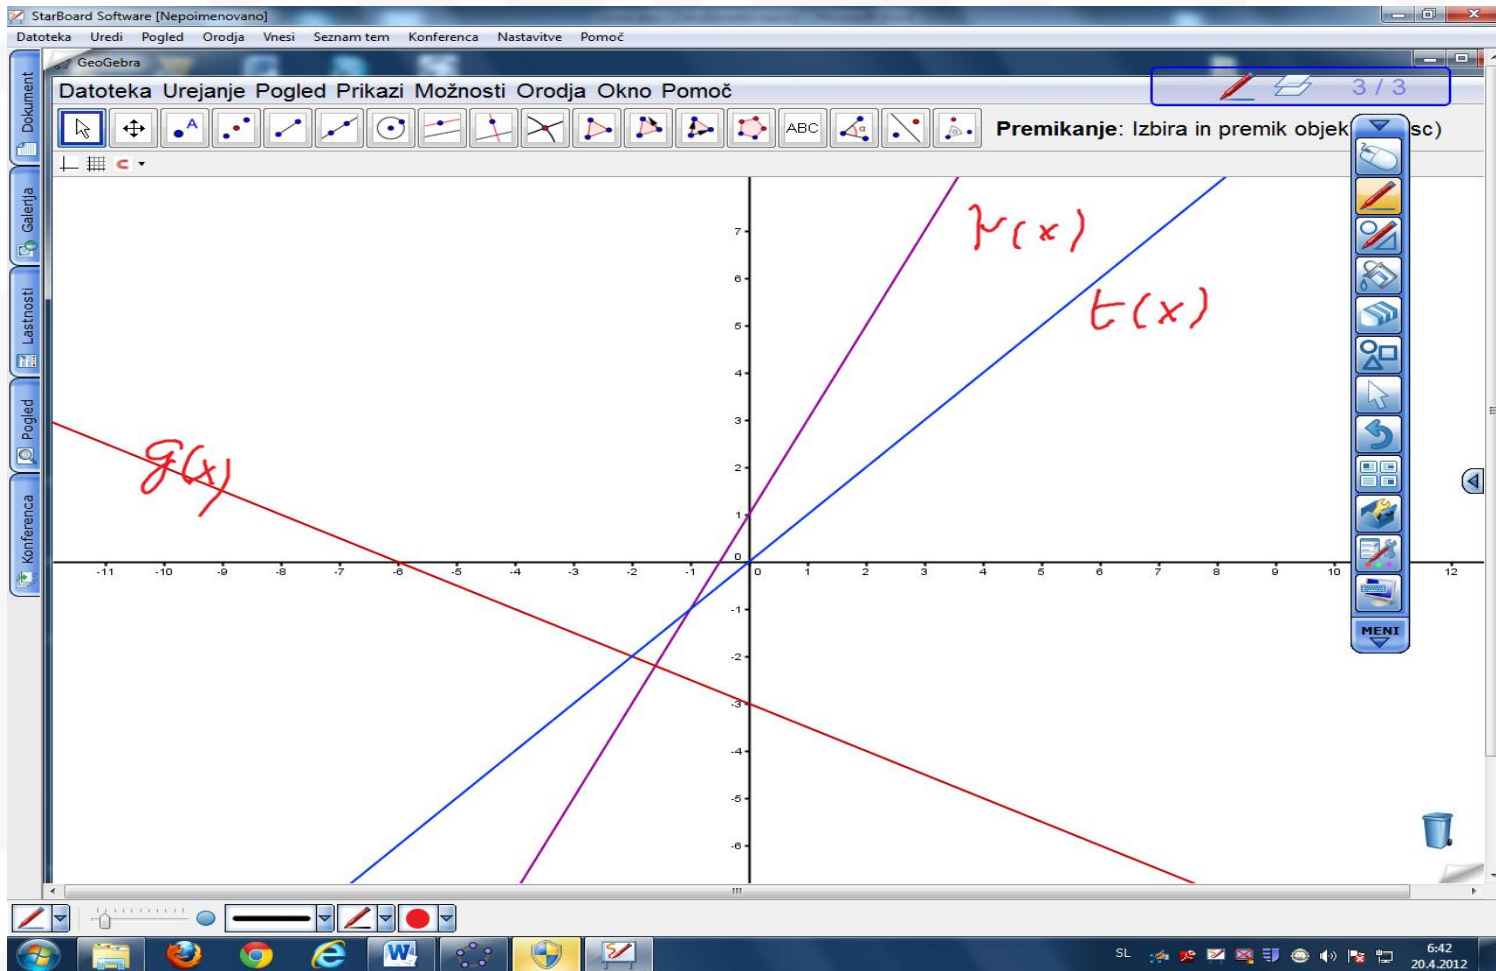 StarBoard Software [Nepoimenovano]
Datoteka Uredi Pogled Orodja Vnesi Seznam tem Konferenca Nastavitve Pomoč
GeoGebra
Datoteka Urejanje Pogled Prikazi Možnosti Orodja Okno Pomoč
3 / 3
ABC
Premikanje: Izbira in premik objek sc)
Dokument
Galerija
Lastnosti
Pogled
Konferenca
r(x)
t(x)
g(x)
7
6
5
4
3
2
1
0
-11 -10 -9 -8 -7 -6 -5 -4 -3 -2 -1 0 1 2 3 4 5 6 7 8 9 10 12
-1
-2
-3
-4
-5
-6
MENI
SL
6:42
20.4.2012